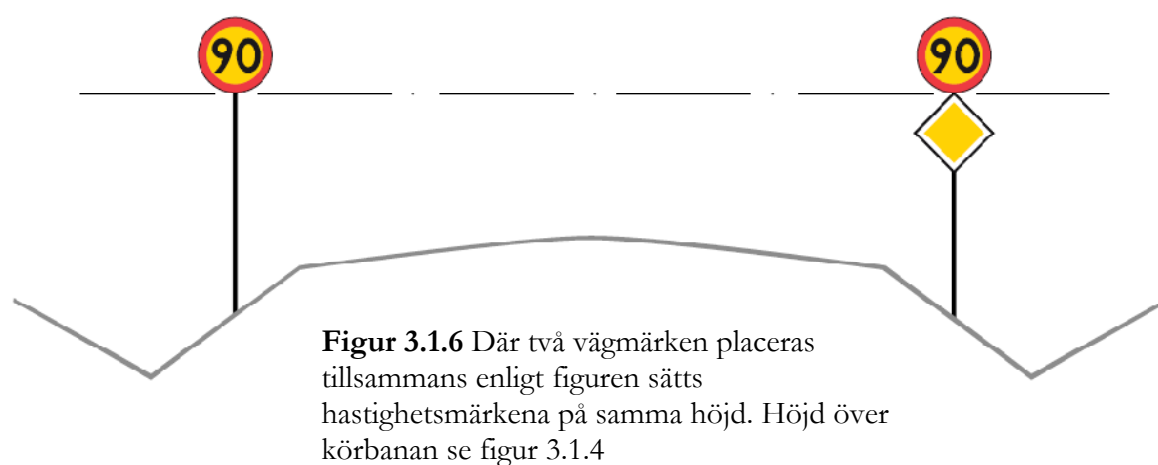 90 90
Figur 3.1.6 Där två vägmärken placeras
tillsammans enligt figuren sätts
hastighetsmärkena på samma höjd. Höjd över
körbanan se figur 3.1.4